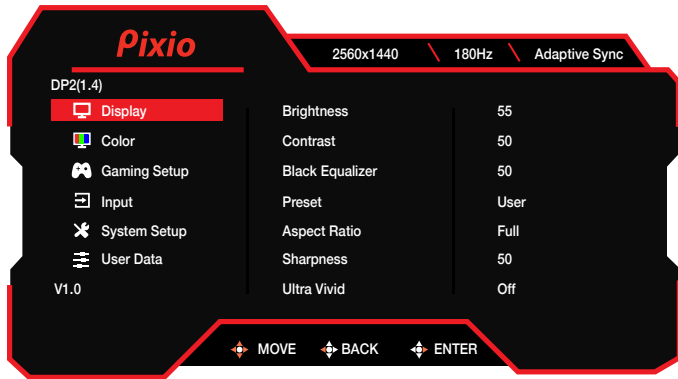 Pixio
2560x1440 180Hz Adaptive Sync
DP2(1.4)
Display Brightness 55
Color Contrast 50
Gaming Setup Black Equalizer 50
Input Preset User
System Setup Aspect Ratio Full
User Data Sharpness 50
V1.0 Ultra Vivid Off
MOVE BACK ENTER